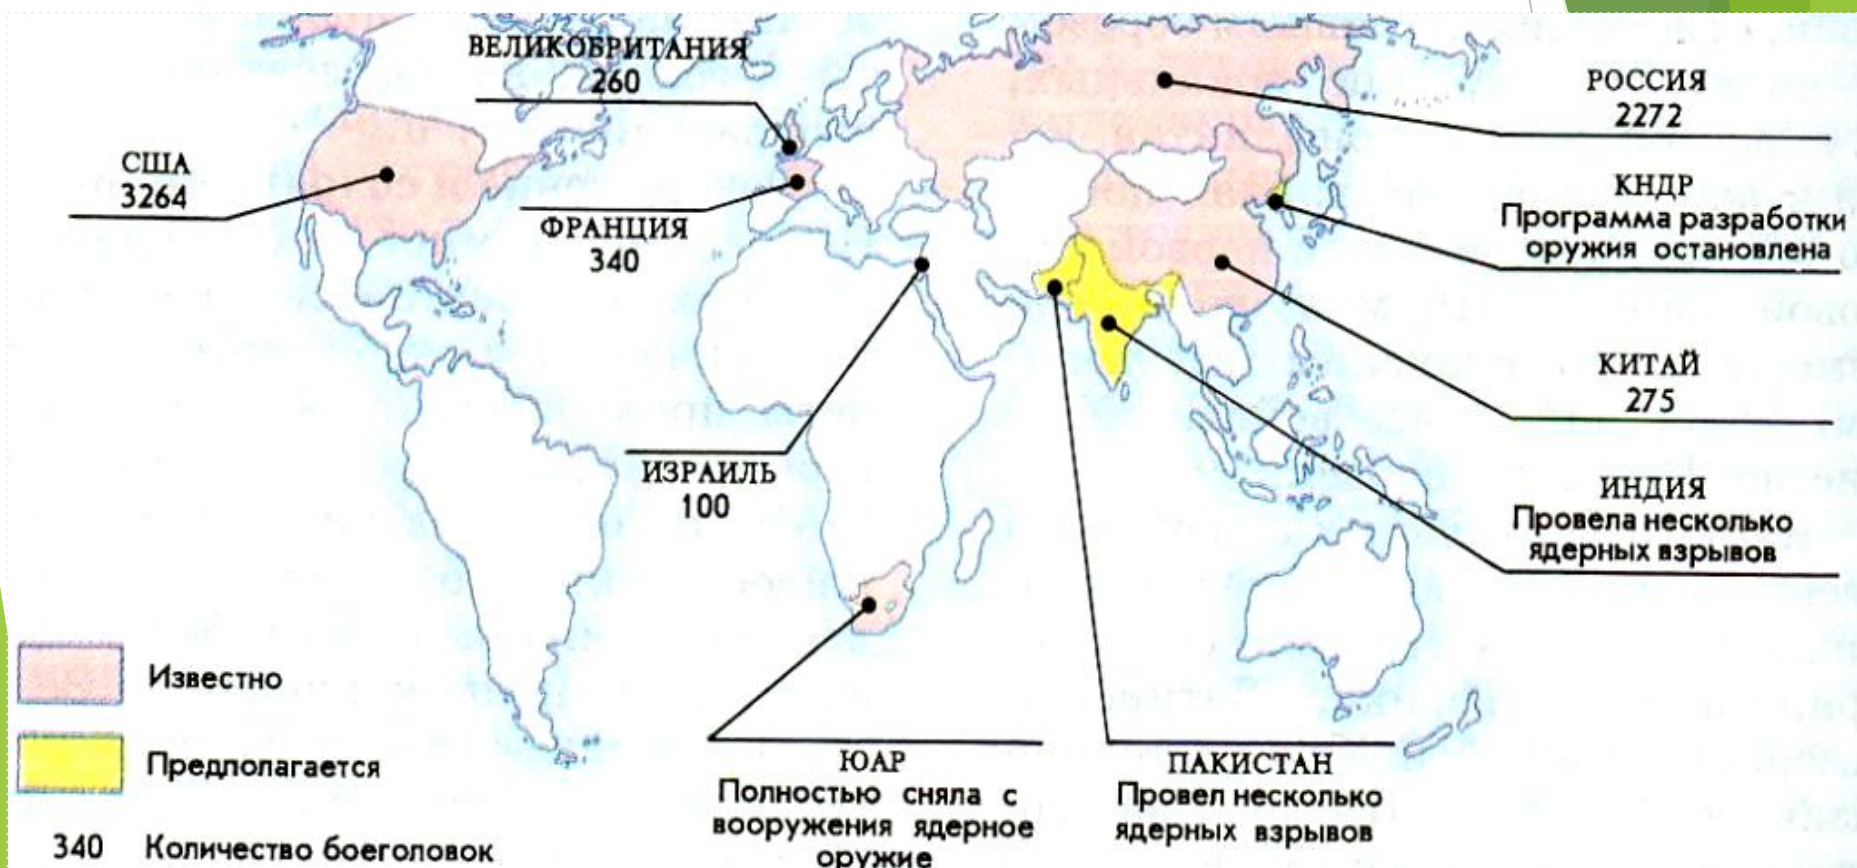 ВЕЛИКОБРИТАНИЯ
260
РОССИЯ
2272
США
3264
КНДР
Программа разработки
оружия остановлена
ФРАНЦИЯ
340
КИТАЙ
275
ИЗРАИЛЬ
100
ИНДИЯ
Провела несколько
ядерных взрывов
Известно
Предполагается
340 Количество боеголовок
ЮАР
Полностью сняла с
вооружения ядерное
оружие
ПАКИСТАН
Провел несколько
ядерных взрывов